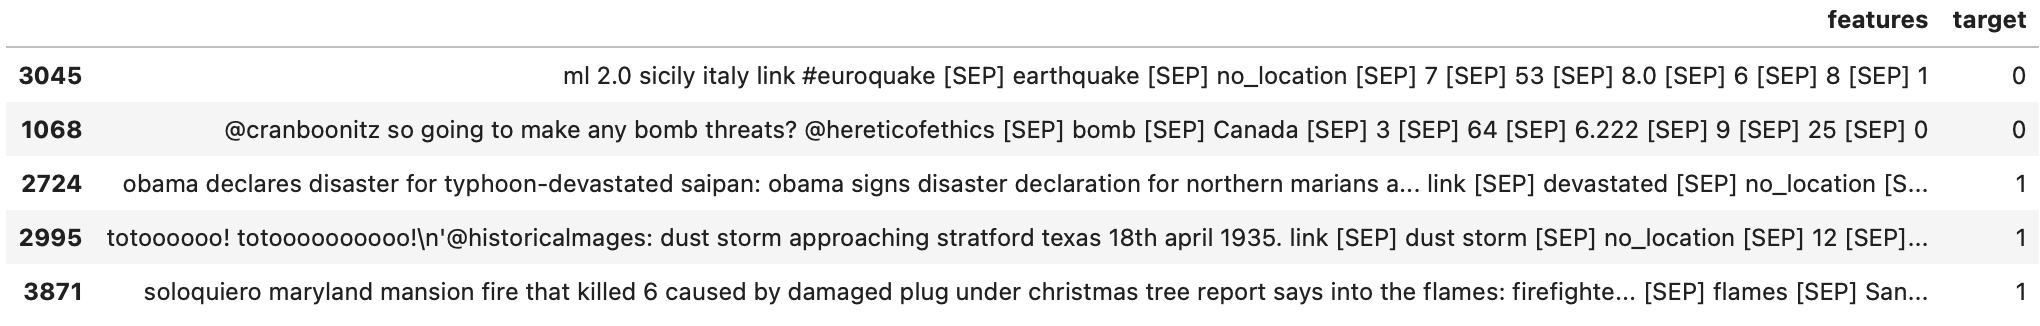 features target
3045 ml 2.0 sicily italy link #euroquake [SEP] earthquake [SEP] no_location [SEP] 7 [SEP] 53 [SEP] 8.0 [SEP] 6 [SEP] 8 [SEP] 1 0
1068 @cranboonitz so going to make any bomb threats? @hereticofethics [SEP] bomb [SEP] Canada [SEP] 3 [SEP] 64 [SEP] 6.222 [SEP] 9 [SEP] 25 [SEP] 0 0
2724 obama declares disaster for typhoon-devastated saipan: obama signs disaster declaration for northern marians a... link [SEP] devastated [SEP] no_location [S... 1
2995 totoooooo! totoooooooooo!\n'@historicalmages: dust storm approaching stratford texas 18th april 1935. link [SEP] dust storm [SEP] no_location [SEP] 12 [SEP]... 1
3871 soloquiero maryland mansion fire that killed 6 caused by damaged plug under christmas tree report says into the flames: firefighte... [SEP] flames [SEP] San... 1